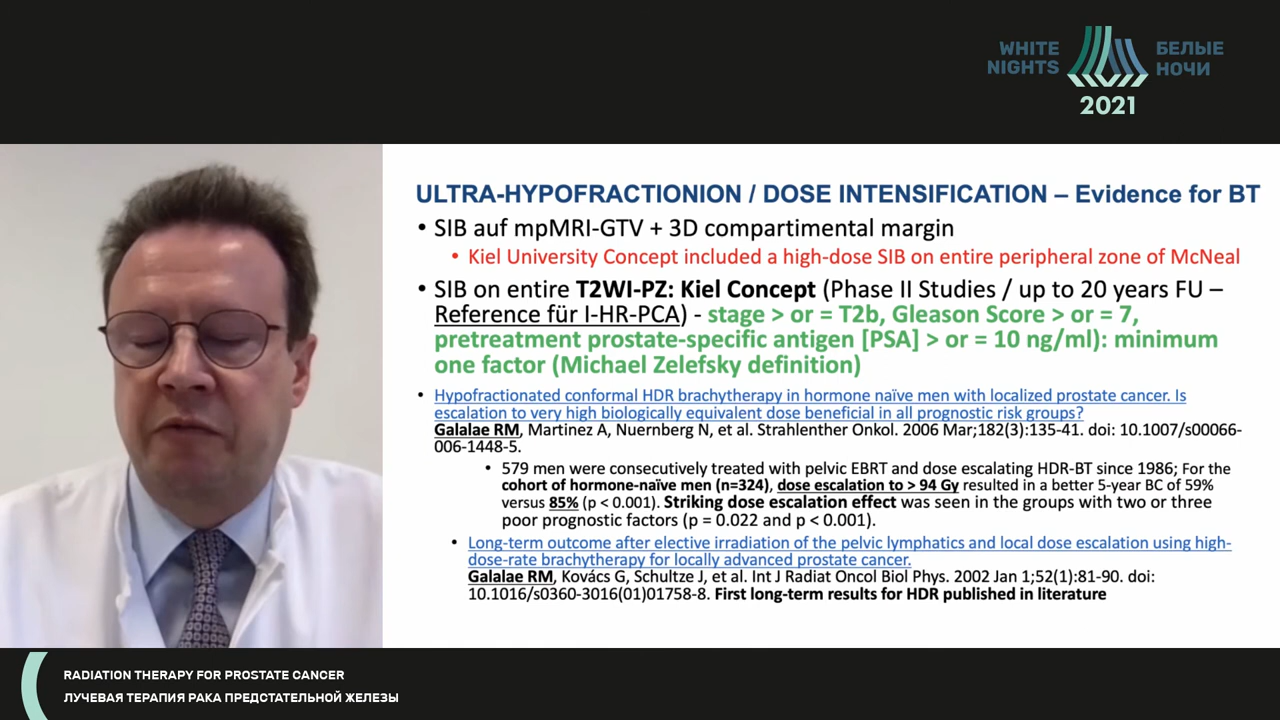 WHITE NIGHTS
БЕЛЫЕ НОЧИ
2021
ULTRA-HYPOFRACTIONION / DOSE INTENSIFICATION – Evidence for BT
• SIB auf mpMRI-GTV + 3D compartimental margin
• Kiel University Concept included a high-dose SIB on entire peripheral zone of McNeal
• SIB on entire T2WI-PZ: Kiel Concept (Phase II Studies / up to 20 years FU –
Reference für I-HR-PCA) - stage > or = T2b, Gleason Score > or = 7,
pretreatment prostate-specific antigen [PSA] > or = 10 ng/ml): minimum
one factor (Michael Zelefsky definition)
• Hypofractionated conformal HDR brachytherapy in hormone naïve men with localized prostate cancer. Is
escalation to very high biologically equivalent dose beneficial in all prognostic risk groups?
Galalae RM, Martinez A, Nuernberg N, et al. Strahlenther Onkol. 2006 Mar;182(3):135-41. doi: 10.1007/s00066-
006-1448-5.
• 579 men were consecutively treated with pelvic EBRT and dose escalating HDR-BT since 1986; For the
cohort of hormone-naïve men (n=324), dose escalation to > 94 Gy resulted in a better 5-year BC of 59%
versus 85% (p < 0.001). Striking dose escalation effect was seen in the groups with two or three
poor prognostic factors (p = 0.022 and p < 0.001).
• Long-term outcome after elective irradiation of the pelvic lymphatics and local dose escalation using high-
dose-rate brachytherapy for locally advanced prostate cancer.
Galalae RM, Kovács G, Schultze J, et al. Int J Radiat Oncol Biol Phys. 2002 Jan 1;52(1):81-90. doi:
10.1016/s0360-3016(01)01758-8. First long-term results for HDR published in literature
RADIATION THERAPY FOR PROSTATE CANCER
ЛУЧЕВАЯ ТЕРАПИЯ РАКА ПРЕДСТАТЕЛЬНОЙ ЖЕЛЕЗЫ